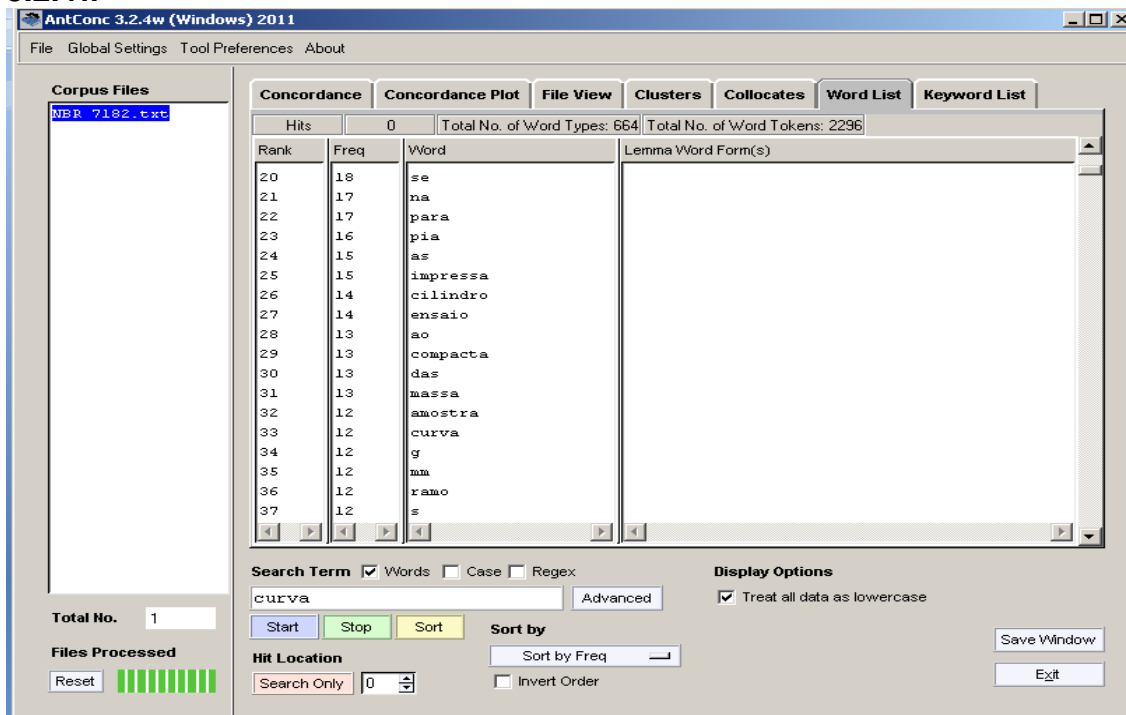 AntConc 3.2.4w (Windows) 2011
File Global Settings Tool Preferences About
Corpus Files
NBR 7182.txt
Concordance Concordance Plot File View Clusters Collocates Word List Keyword List
Hits 0 Total No. of Word Types: 664 Total No. of Word Tokens: 2296
Rank Freq Word Lemma Word Form(s)
20 18 se
21 17 na
22 17 para
23 16 pia
24 15 as
25 15 impressa
26 14 cilindro
27 14 ensaio
28 13 ao
29 13 compacta
30 13 das
31 13 massa
32 12 amostra
33 12 curva
34 12 g
35 12 mm
36 12 ramo
37 12 s
Search Term Words Case Regex Display Options
curva Advanced Treat all data as lowercase
Total No. 1
Start Stop Sort Sort by
Save Window
Files Processed
Hit Location Sort by Freq
Reset Search Only 0 Invert Order Exit